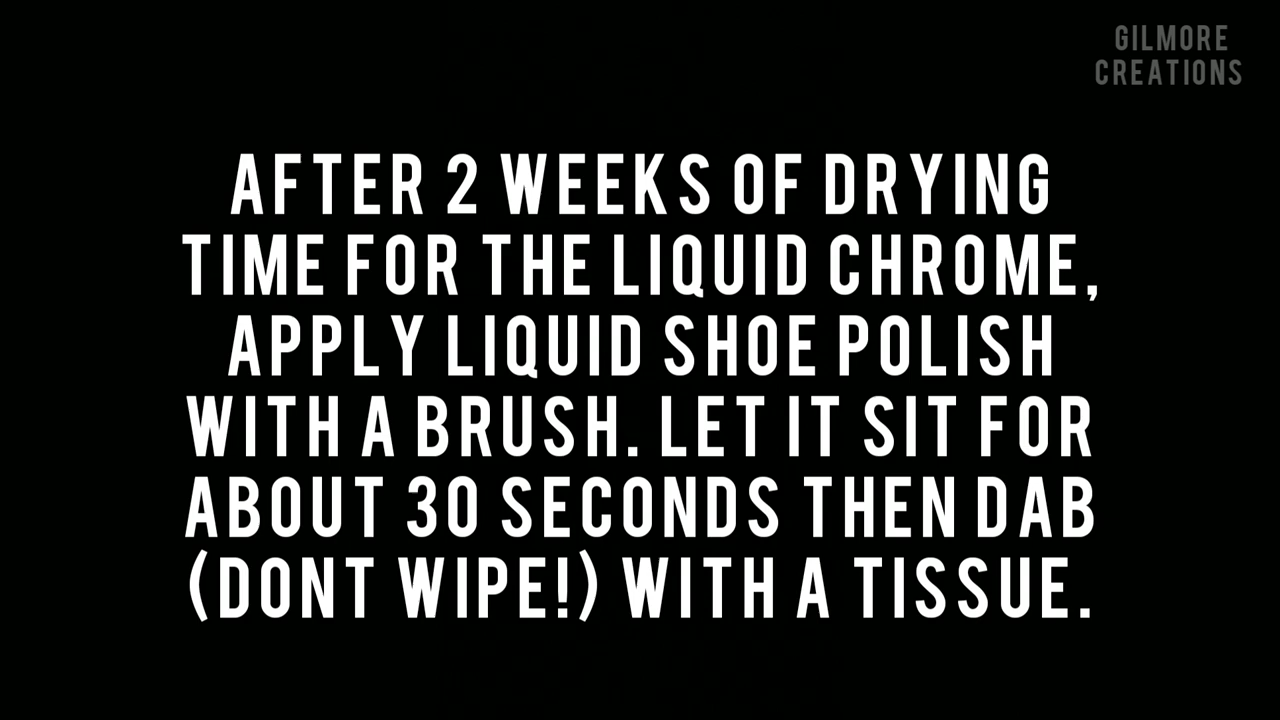 GILMORE
CREATIONS
AFTER 2 WEEKS OF DRYING
TIME FOR THE LIQUID CHROME,
APPLY LIQUID SHOE POLISH
WITH A BRUSH. LET IT SIT FOR
ABOUT 30 SECONDS THEN DAB
(DONT WIPE!) WITH A TISSUE.